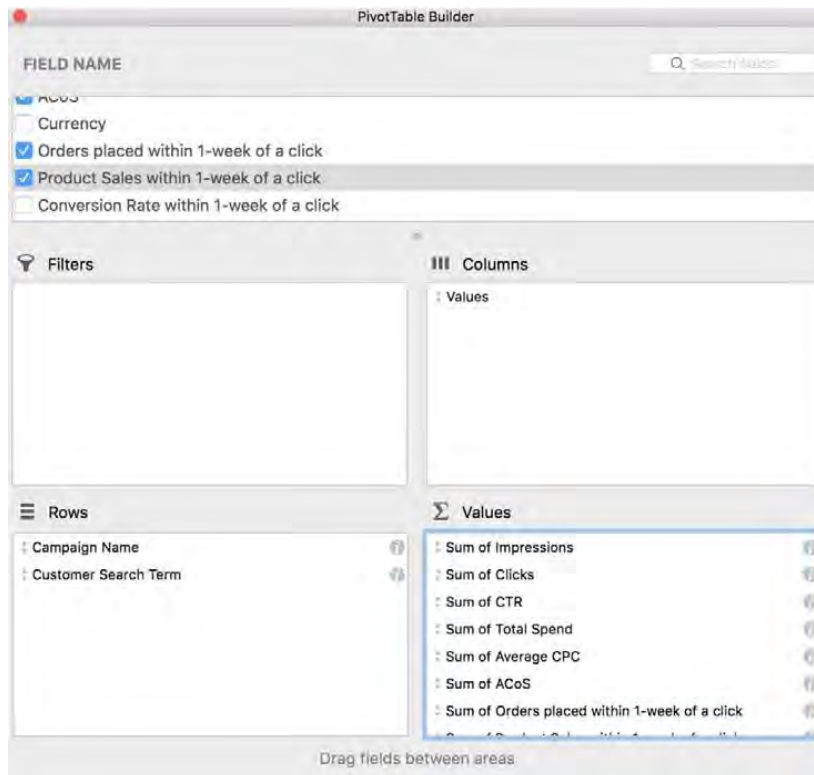 PivotTable Builder
FIELD NAME
Search fields
ACoS
Currency
Orders placed within 1-week of a click
Product Sales within 1-week of a click
Conversion Rate within 1-week of a click
Filters
Columns
Values
Rows
Values
Campaign Name
Customer Search Term
Sum of Impressions
Sum of Clicks
Sum of CTR
Sum of Total Spend
Sum of Average CPC
Sum of ACoS
Sum of Orders placed within 1-week of a click
Drag fields between areas